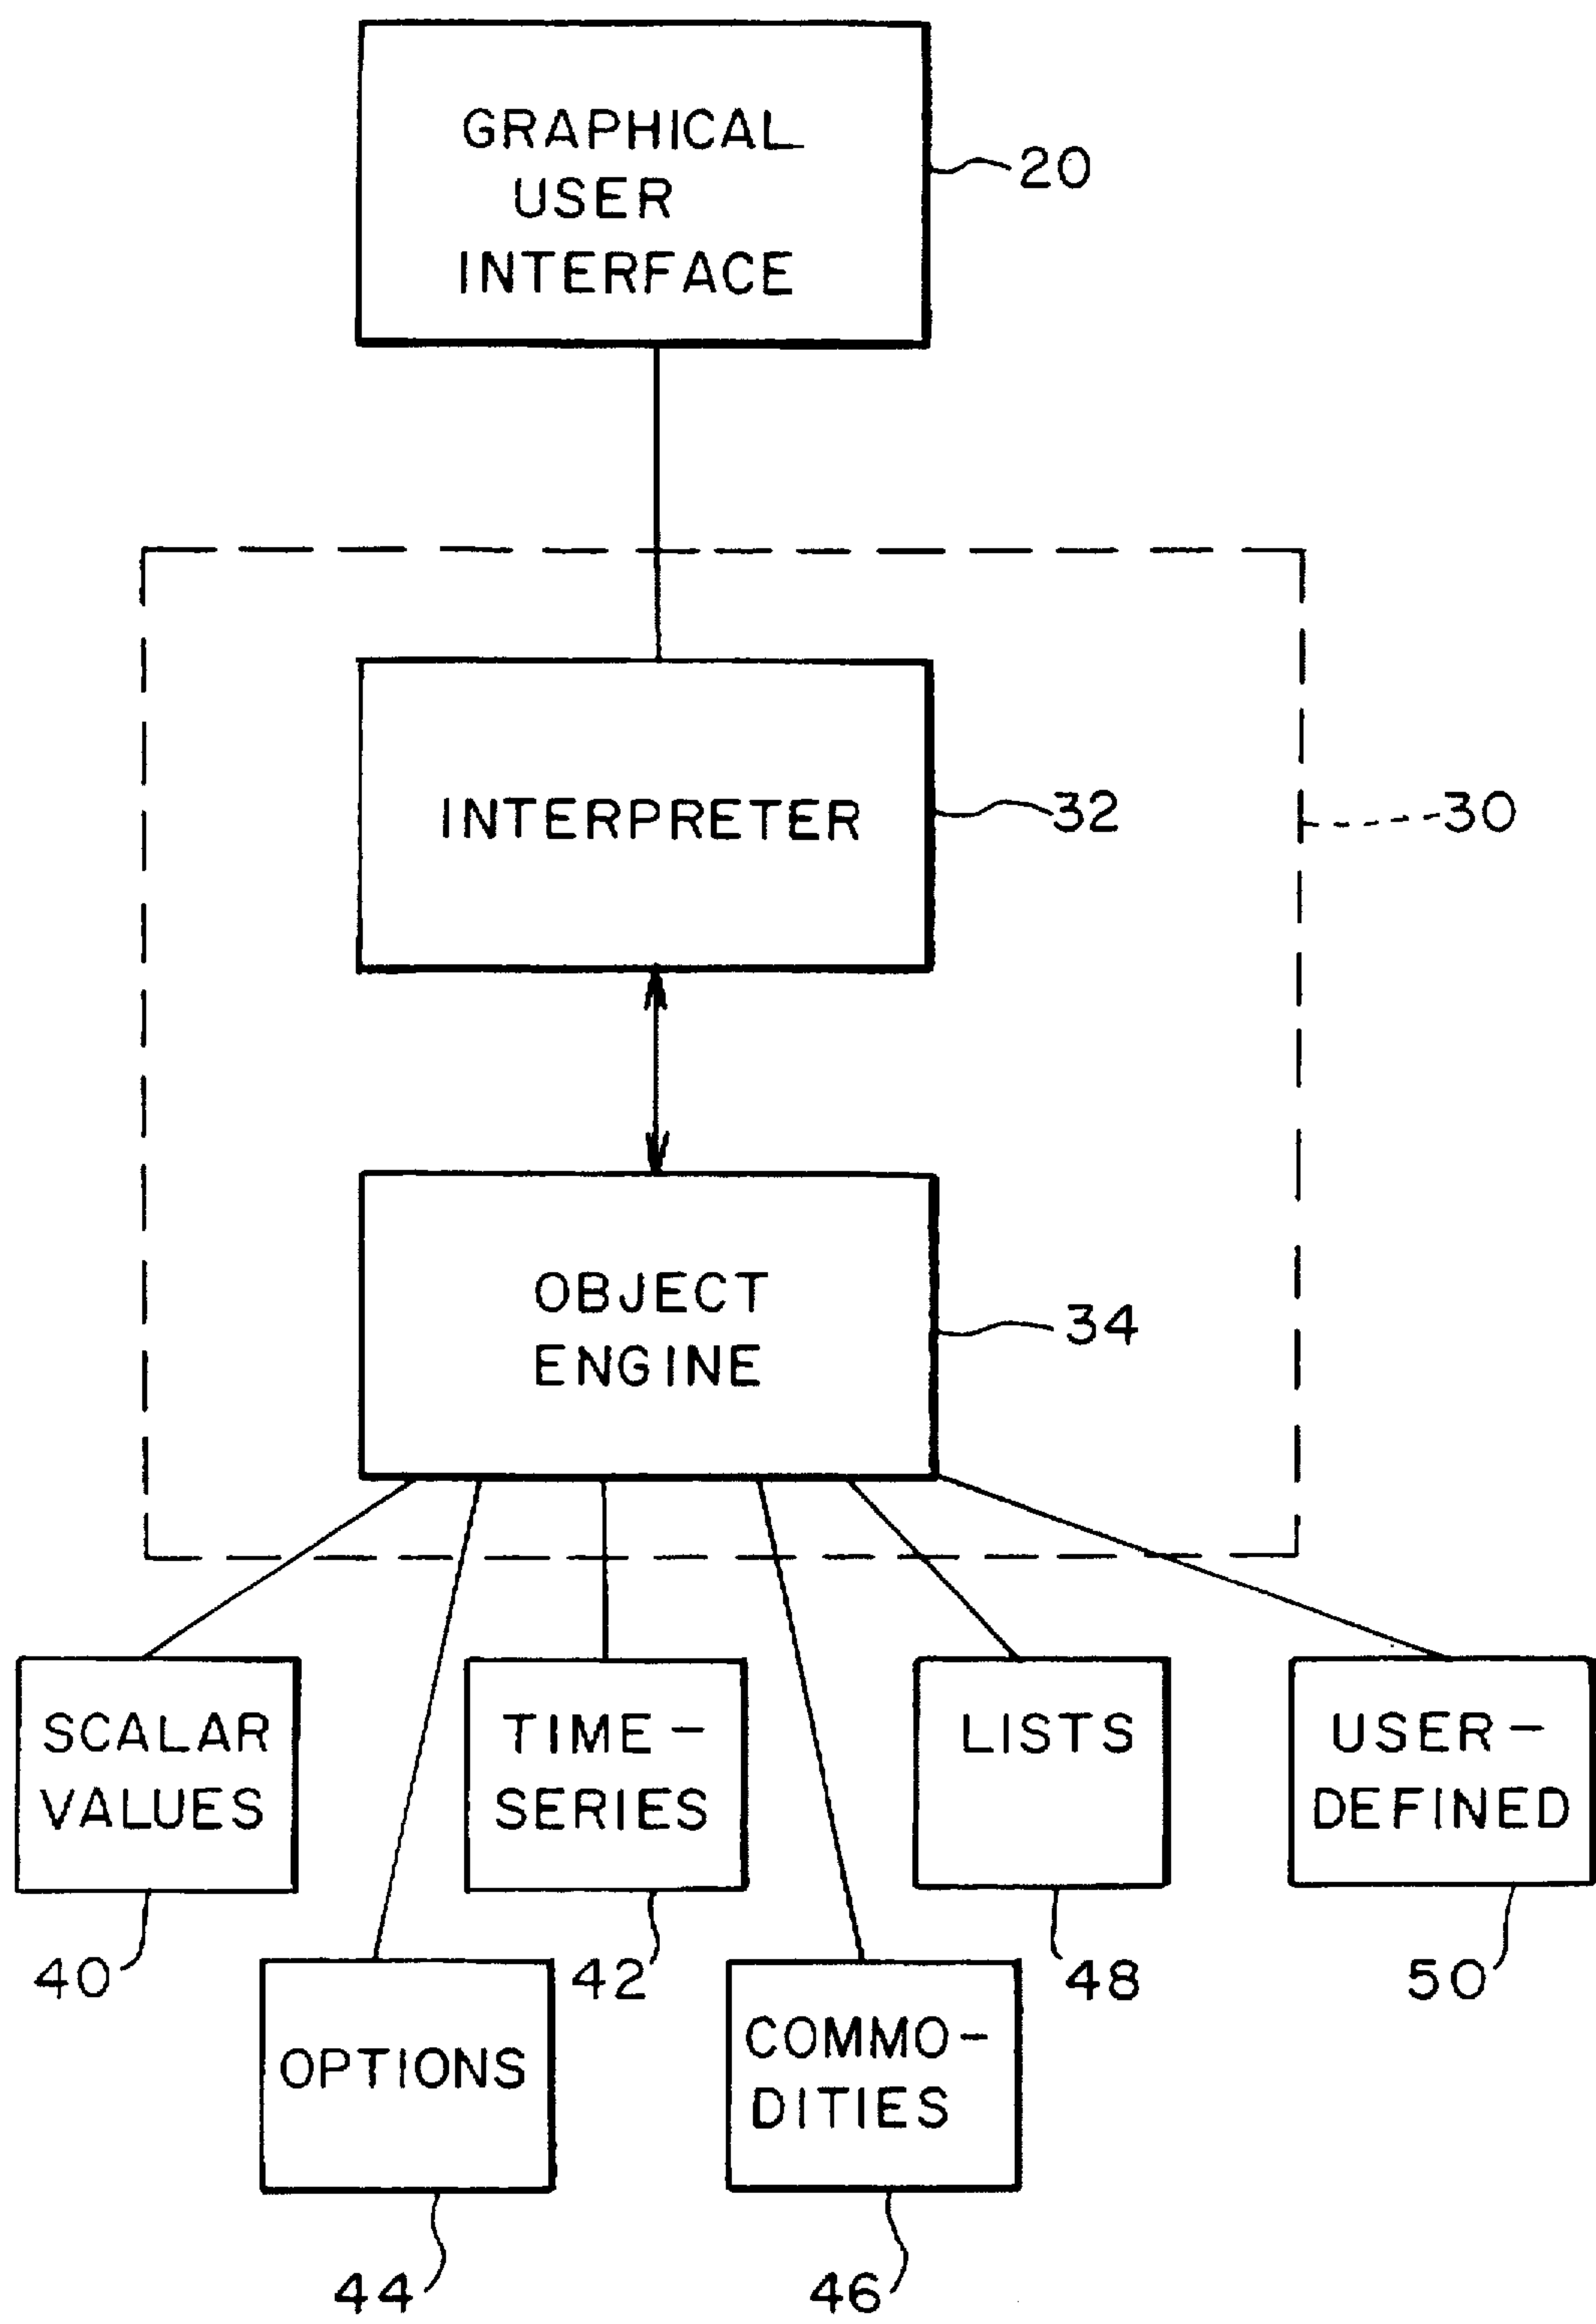 GRAPHICAL
USER
INTERFACE
20
INTERPRETER
32
30
OBJECT
ENGINE
34
SCALAR
VALUES
40
TIME-
SERIES
42
LISTS
48
USER-
DEFINED
50
OPTIONS
44
COMMO-
DITIES
46